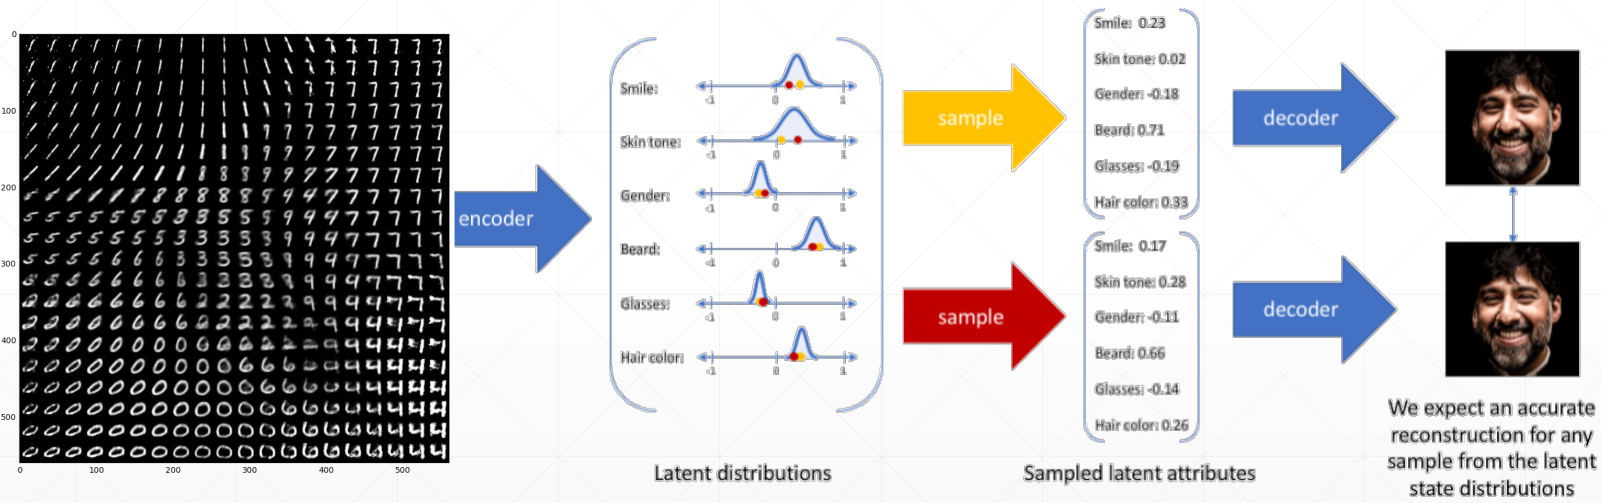 0
100
200
300
400
500
0 100 200 300 400 500
encoder
Smile:
-1 0 1
Skin tone:
-1 0 1
Gender:
-1 0 1
Beard:
-1 0 1
Glasses:
-1 0 1
Hair color:
-1 0 1
Latent distributions
sample
sample
Smile: 0.23
Skin tone: 0.02
Gender: -0.18
Beard: 0.71
Glasses: -0.19
Hair color: 0.33
Smile: 0.17
Skin tone: 0.28
Gender: -0.11
Beard: 0.66
Glasses: -0.14
Hair color: 0.26
Sampled latent attributes
decoder
decoder
We expect an accurate
reconstruction for any
sample from the latent
state distributions